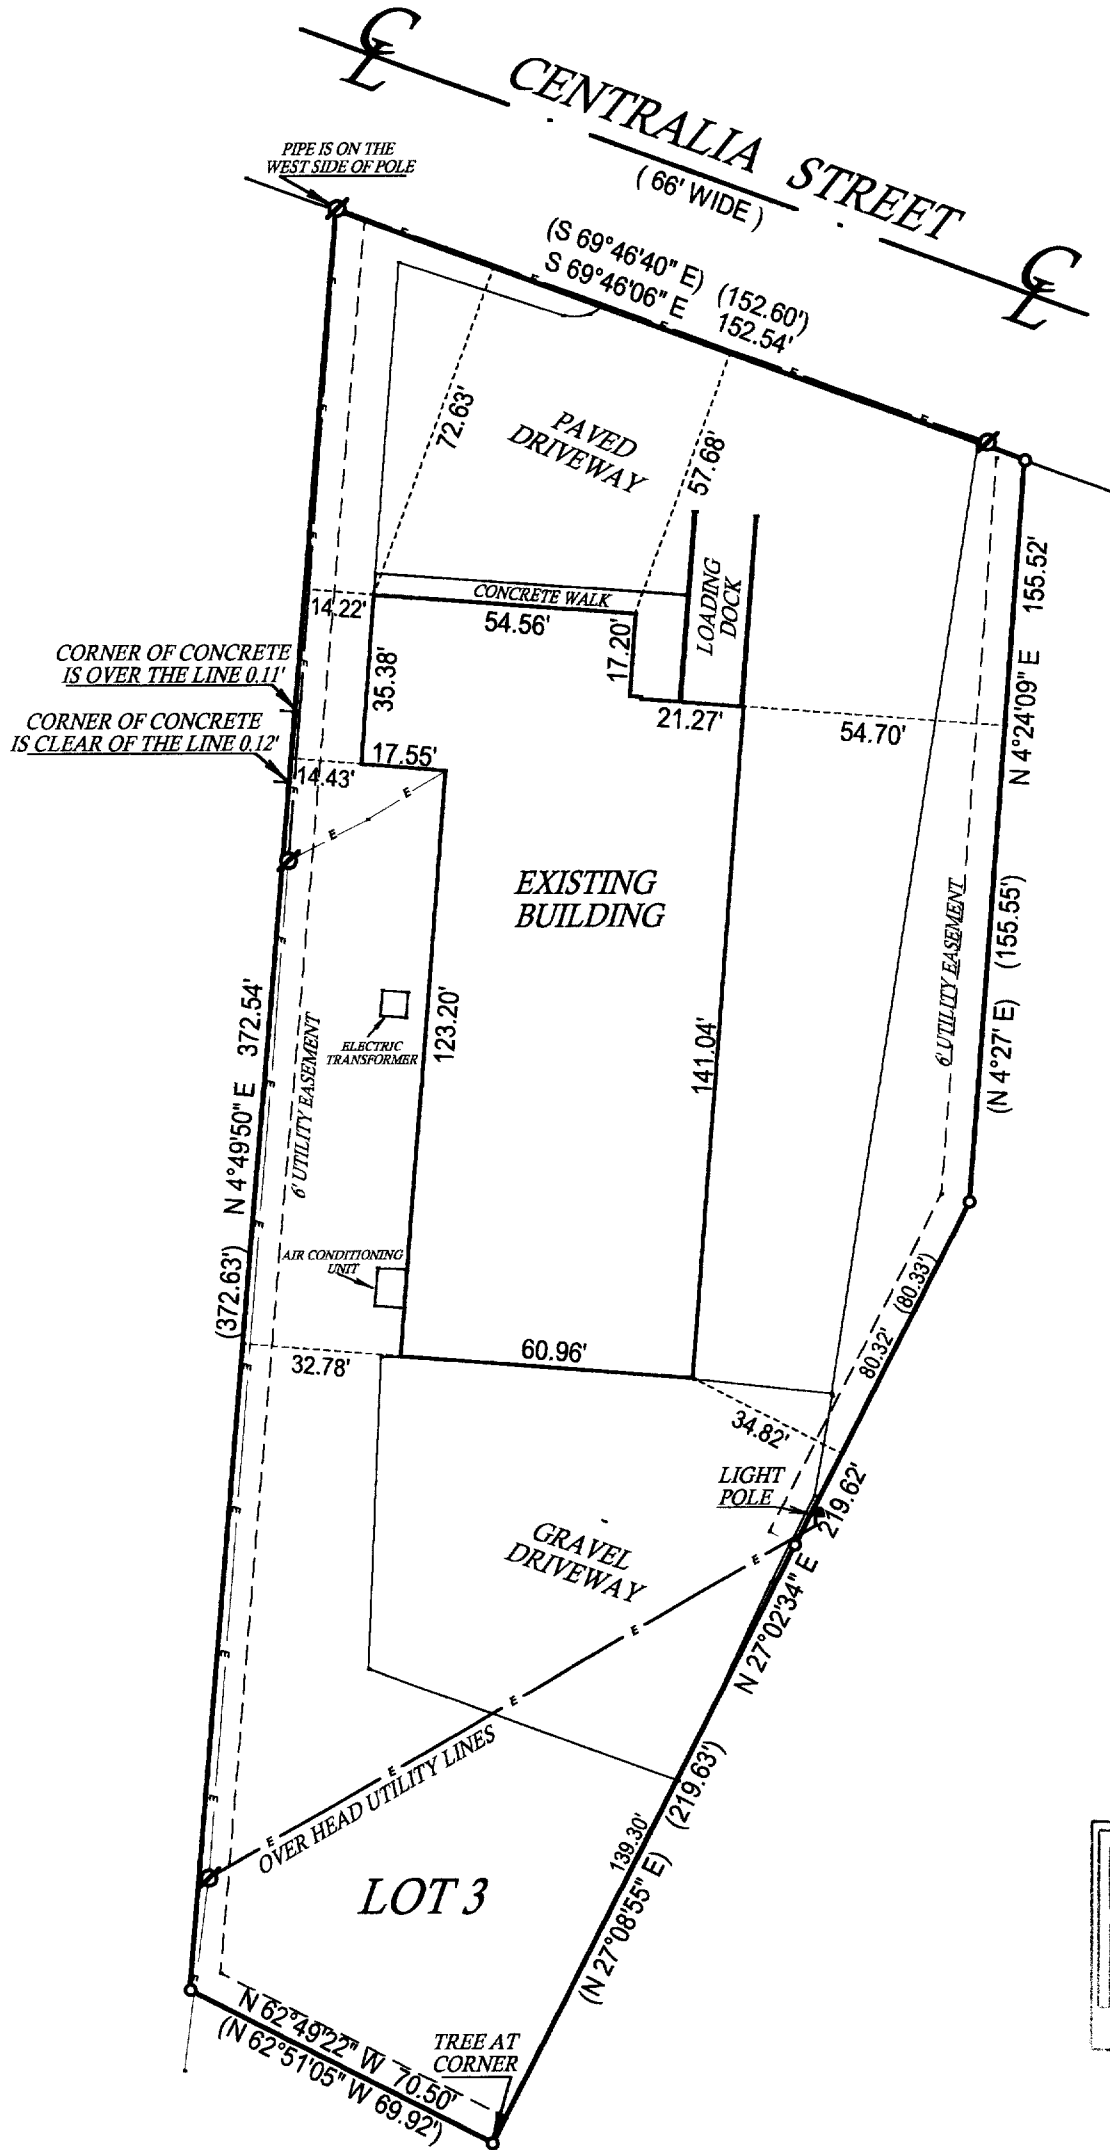 CL
CENTRALIA STREET
( 66' WIDE )
CL
PIPE IS ON THE
WEST SIDE OF POLE
(S 69°46'40" E) (152.60')
S 69°46'06" E 152.54'
72.63'
PAVED
DRIVEWAY
57.68'
LOADING
DOCK
CONCRETE WALK
14.22'
54.56'
17.20'
155.52'
N 4°24'09" E
CORNER OF CONCRETE
IS OVER THE LINE 0.11'
35.38'
CORNER OF CONCRETE
IS CLEAR OF THE LINE 0.12'
21.27'
54.70'
17.55'
14.43'
E
E
EXISTING
BUILDING
6' UTILITY EASEMENT
(155.55')
(N 4°27' E)
ELECTRIC
TRANSFORMER
123.20'
141.04'
372.54'
N 4°49'50" E
(372.63')
6' UTILITY EASEMENT
AIR CONDITIONING
UNIT
32.78'
60.96'
80.32' (80.33')
34.82'
LIGHT
POLE
219.62'
N 27°02'34" E
GRAVEL
DRIVEWAY
E
E
E
E
E
OVER HEAD UTILITY LINES
(219.63')
139.30'
(N 27°08'55" E)
LOT 3
N 62°49'22" W 70.50'
(N 62°51'05" W 69.92')
TREE AT
CORNER